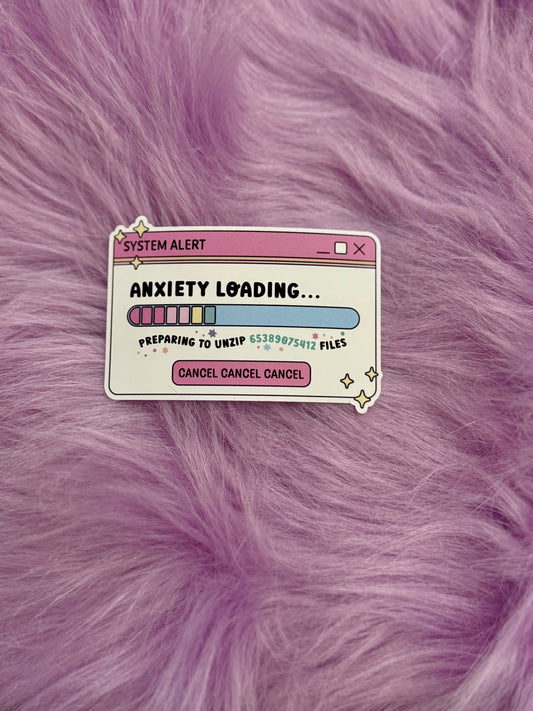 SYSTEM ALERT
ANXIETY LOADING...
PREPARING TO UNZIP 65389075412 FILES
CANCEL CANCEL CANCEL